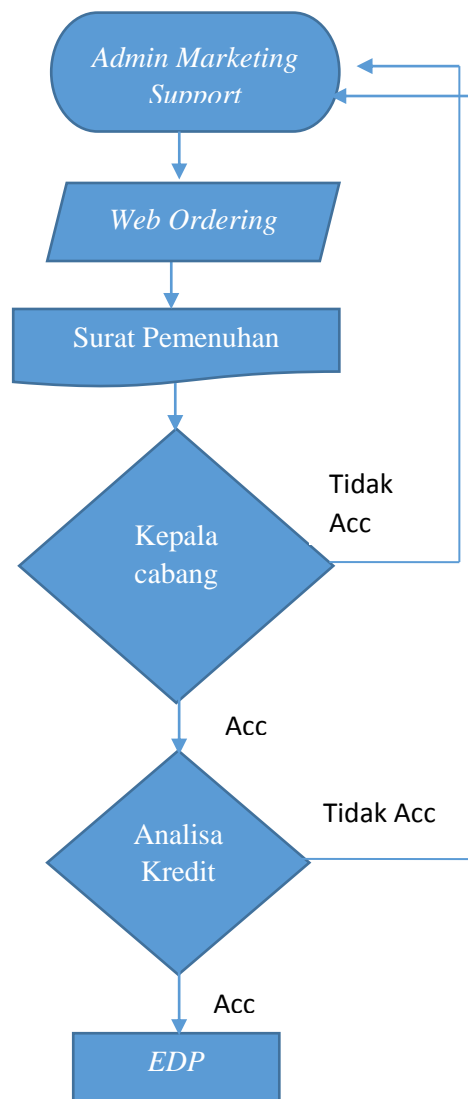 Admin Marketing
Support
Web Ordering
Surat Pemenuhan
Tidak
Acc
Kepala
cabang
Acc
Tidak Acc
Analisa
Kredit
Acc
EDP